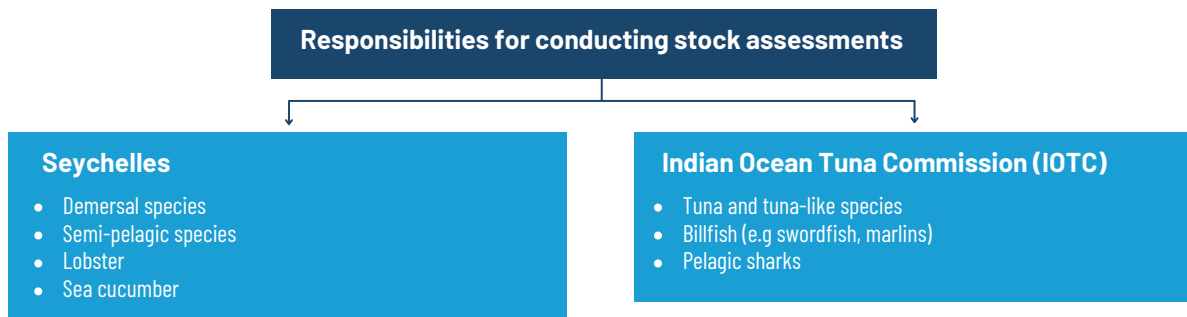 Responsibilities for conducting stock assessments
Seychelles
• Demersal species
• Semi-pelagic species
• Lobster
• Sea cucumber
Indian Ocean Tuna Commission (IOTC)
• Tuna and tuna-like species
• Billfish (e.g swordfish, marlins)
• Pelagic sharks